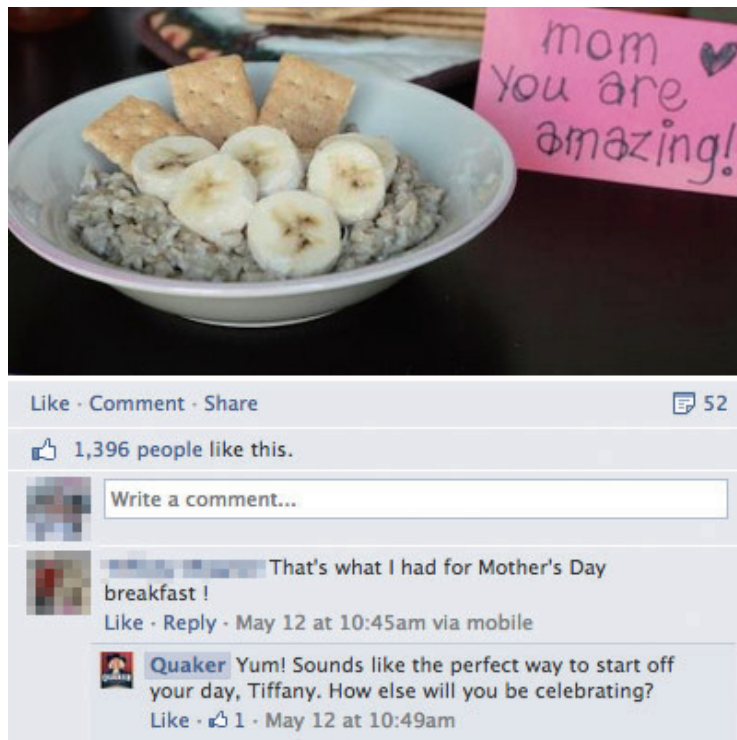 mom
You are
amazing!
Like · Comment · Share 52
1,396 people like this.
Write a comment...
That's what I had for Mother's Day
breakfast !
Like · Reply · May 12 at 10:45am via mobile
Quaker Yum! Sounds like the perfect way to start off
your day, Tiffany. How else will you be celebrating?
Like · 1 · May 12 at 10:49am
QUAKER